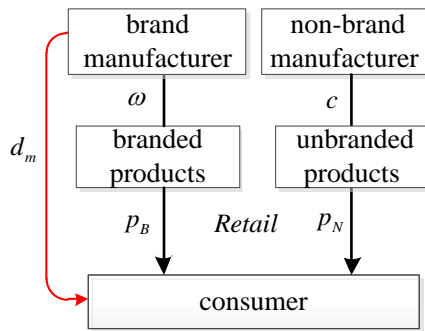 brand manufacturer
non-brand manufacturer
ω
c
d_m
branded products
unbranded products
p_B
Retail
p_N
consumer